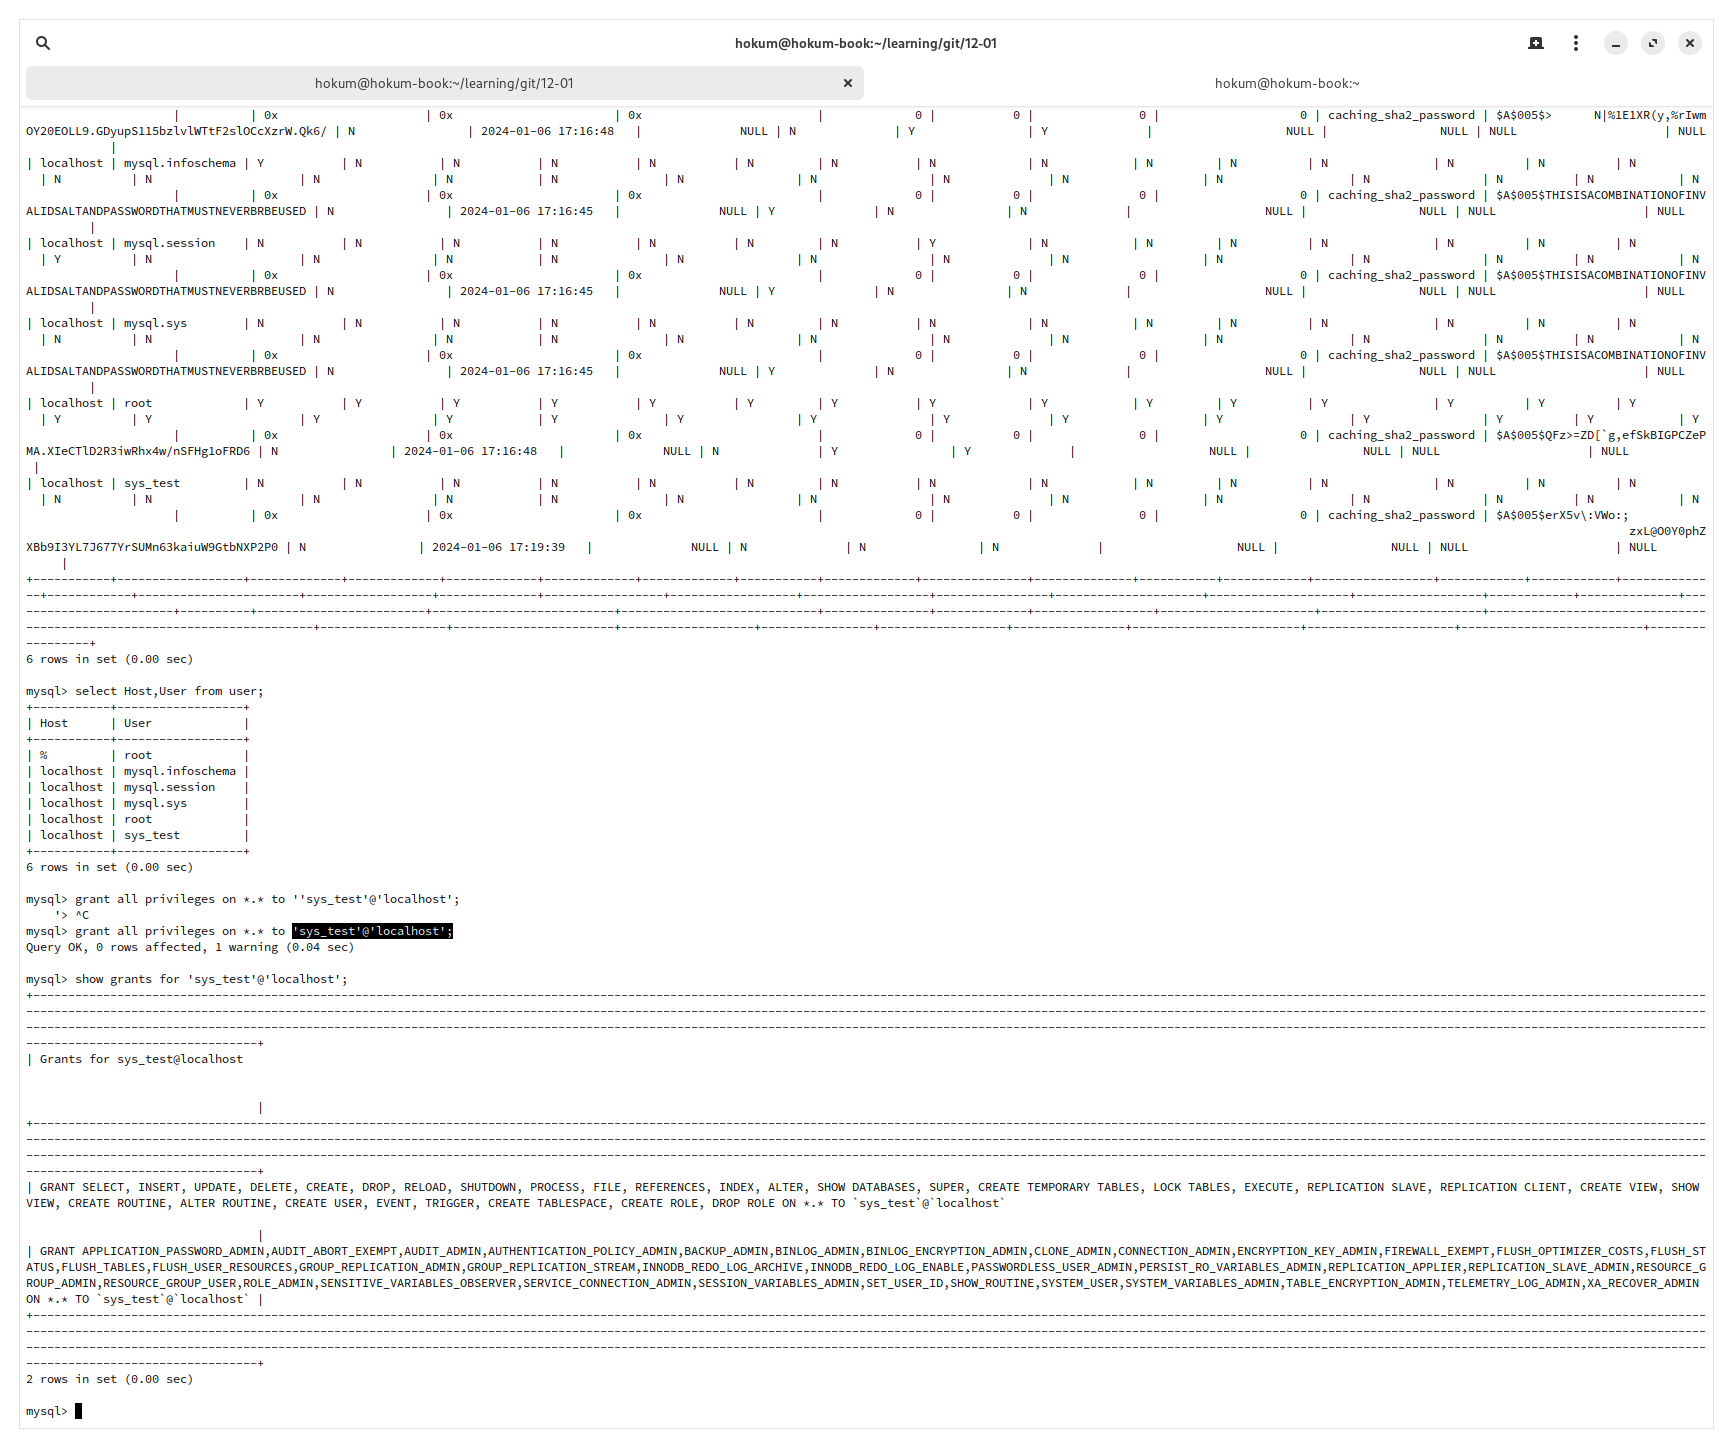 hokum@hokum-book:~/learning/git/12-01
hokum@hokum-book:~/learning/git/12-01 hokum@hokum-book:~
| | 0x | 0x | 0x | 0 | 0 | 0 | 0 | caching_sha2_password | $A$005$> N|%1E1XR(y,%rIwm
OY20EOLL9.GDyupS115bzlvlWTtF2slOCcXzrW.Qk6/ | N | 2024-01-06 17:16:48 | NULL | N | Y | Y | NULL | NULL | NULL | NULL
|
| localhost | mysql.infoschema | Y | N | N | N | N | N | N | N | N | N | N | N | N | N | N
| N | N | N | N | N | N | N | N | N | N | N | N | N | N
| | 0x | 0x | 0x | 0 | 0 | 0 | 0 | caching_sha2_password | $A$005$THISISACOMBINATIONOFINV
ALIDSALTANDPASSWORDTHATMUSTNEVERBRBEUSED | N | 2024-01-06 17:16:45 | NULL | Y | N | N | NULL | NULL | NULL | NULL
|
| localhost | mysql.session | N | N | N | N | N | N | N | Y | N | N | N | N | N | N | N
| Y | N | N | N | N | N | N | N | N | N | N | N | N | N
| | 0x | 0x | 0x | 0 | 0 | 0 | 0 | caching_sha2_password | $A$005$THISISACOMBINATIONOFINV
ALIDSALTANDPASSWORDTHATMUSTNEVERBRBEUSED | N | 2024-01-06 17:16:45 | NULL | Y | N | N | NULL | NULL | NULL | NULL
|
| localhost | mysql.sys | N | N | N | N | N | N | N | N | N | N | N | N | N | N | N
| N | N | N | N | N | N | N | N | N | N | N | N | N | N
| | 0x | 0x | 0x | 0 | 0 | 0 | 0 | caching_sha2_password | $A$005$THISISACOMBINATIONOFINV
ALIDSALTANDPASSWORDTHATMUSTNEVERBRBEUSED | N | 2024-01-06 17:16:45 | NULL | Y | N | N | NULL | NULL | NULL | NULL
|
| localhost | root | Y | Y | Y | Y | Y | Y | Y | Y | Y | Y | Y | Y | Y | Y | Y
| Y | Y | Y | Y | Y | Y | Y | Y | Y | Y | Y | Y | Y | Y
| | 0x | 0x | 0x | 0 | 0 | 0 | 0 | caching_sha2_password | $A$005$QFz>=ZD[`g,efSkBIGPCZeP
MA.XIeCTlD2R3iwRhx4w/nSFHg1oFRD6 | N | 2024-01-06 17:16:48 | NULL | N | Y | Y | NULL | NULL | NULL | NULL
|
| localhost | sys_test | N | N | N | N | N | N | N | N | N | N | N | N | N | N | N
| N | N | N | N | N | N | N | N | N | N | N | N | N | N
| | 0x | 0x | 0x | 0 | 0 | 0 | 0 | caching_sha2_password | $A$005$erX5v\:VWo:;
zxL@O0Y0phZ
XBb9I3YL7J677YrSUMn63kaiuW9GtbNXP2P0 | N | 2024-01-06 17:19:39 | NULL | N | N | N | NULL | NULL | NULL | NULL
|
6 rows in set (0.00 sec)
mysql> select Host,User from user;
+-----------+------------------+
| Host | User |
+-----------+------------------+
| % | root |
| localhost | mysql.infoschema |
| localhost | mysql.session |
| localhost | mysql.sys |
| localhost | root |
| localhost | sys_test |
+-----------+------------------+
6 rows in set (0.00 sec)
mysql> grant all privileges on *.* to ''sys_test'@'localhost';
'> ^C
mysql> grant all privileges on *.* to 'sys_test'@'localhost';
Query OK, 0 rows affected, 1 warning (0.04 sec)
mysql> show grants for 'sys_test'@'localhost';
| Grants for sys_test@localhost
|
| GRANT SELECT, INSERT, UPDATE, DELETE, CREATE, DROP, RELOAD, SHUTDOWN, PROCESS, FILE, REFERENCES, INDEX, ALTER, SHOW DATABASES, SUPER, CREATE TEMPORARY TABLES, LOCK TABLES, EXECUTE, REPLICATION SLAVE, REPLICATION CLIENT, CREATE VIEW, SHOW
VIEW, CREATE ROUTINE, ALTER ROUTINE, CREATE USER, EVENT, TRIGGER, CREATE TABLESPACE, CREATE ROLE, DROP ROLE ON *.* TO `sys_test`@`localhost`
|
| GRANT APPLICATION_PASSWORD_ADMIN,AUDIT_ABORT_EXEMPT,AUDIT_ADMIN,AUTHENTICATION_POLICY_ADMIN,BACKUP_ADMIN,BINLOG_ADMIN,BINLOG_ENCRYPTION_ADMIN,CLONE_ADMIN,CONNECTION_ADMIN,ENCRYPTION_KEY_ADMIN,FIREWALL_EXEMPT,FLUSH_OPTIMIZER_COSTS,FLUSH_ST
ATUS,FLUSH_TABLES,FLUSH_USER_RESOURCES,GROUP_REPLICATION_ADMIN,GROUP_REPLICATION_STREAM,INNODB_REDO_LOG_ARCHIVE,INNODB_REDO_LOG_ENABLE,PASSWORDLESS_USER_ADMIN,PERSIST_RO_VARIABLES_ADMIN,REPLICATION_APPLIER,REPLICATION_SLAVE_ADMIN,RESOURCE_G
ROUP_ADMIN,RESOURCE_GROUP_USER,ROLE_ADMIN,SENSITIVE_VARIABLES_OBSERVER,SERVICE_CONNECTION_ADMIN,SESSION_VARIABLES_ADMIN,SET_USER_ID,SHOW_ROUTINE,SYSTEM_USER,SYSTEM_VARIABLES_ADMIN,TABLE_ENCRYPTION_ADMIN,TELEMETRY_LOG_ADMIN,XA_RECOVER_ADMIN
ON *.* TO `sys_test`@`localhost` |
2 rows in set (0.00 sec)
mysql>